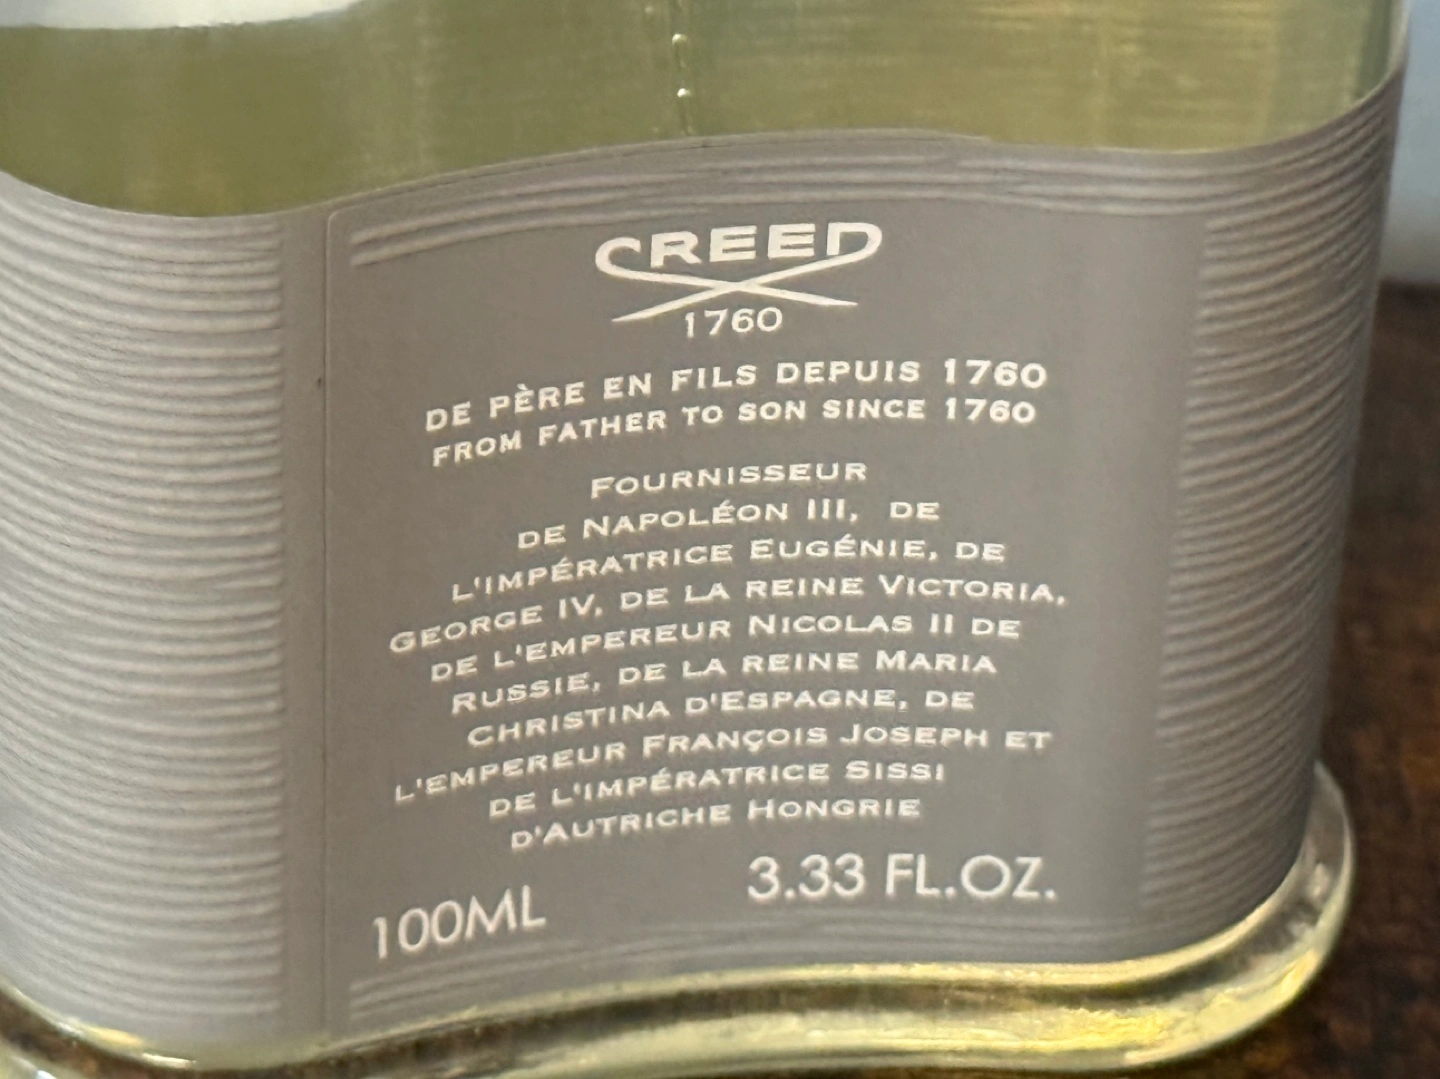 CREED
1760
DE PÈRE EN FILS DEPUIS 1760
FROM FATHER TO SON SINCE 1760
FOURNISSEUR
DE NAPOLÉON III, DE
L'IMPÉRATRICE EUGÉNIE, DE
GEORGE IV, DE LA REINE VICTORIA,
DE L'EMPEREUR NICOLAS II DE
RUSSIE, DE LA REINE MARIA
CHRISTINA D'ESPAGNE, DE
L'EMPEREUR FRANÇOIS JOSEPH ET
DE L'IMPÉRATRICE SISSI
D'AUTRICHE HONGRIE
100ML 3.33 FL.OZ.